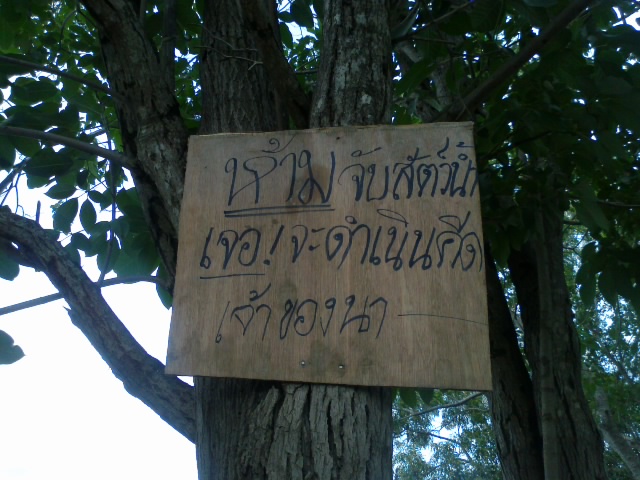 ห้าม จับสัตว์น้ำ
เจอ! จะดำเนินคดี
เจ้าของนา